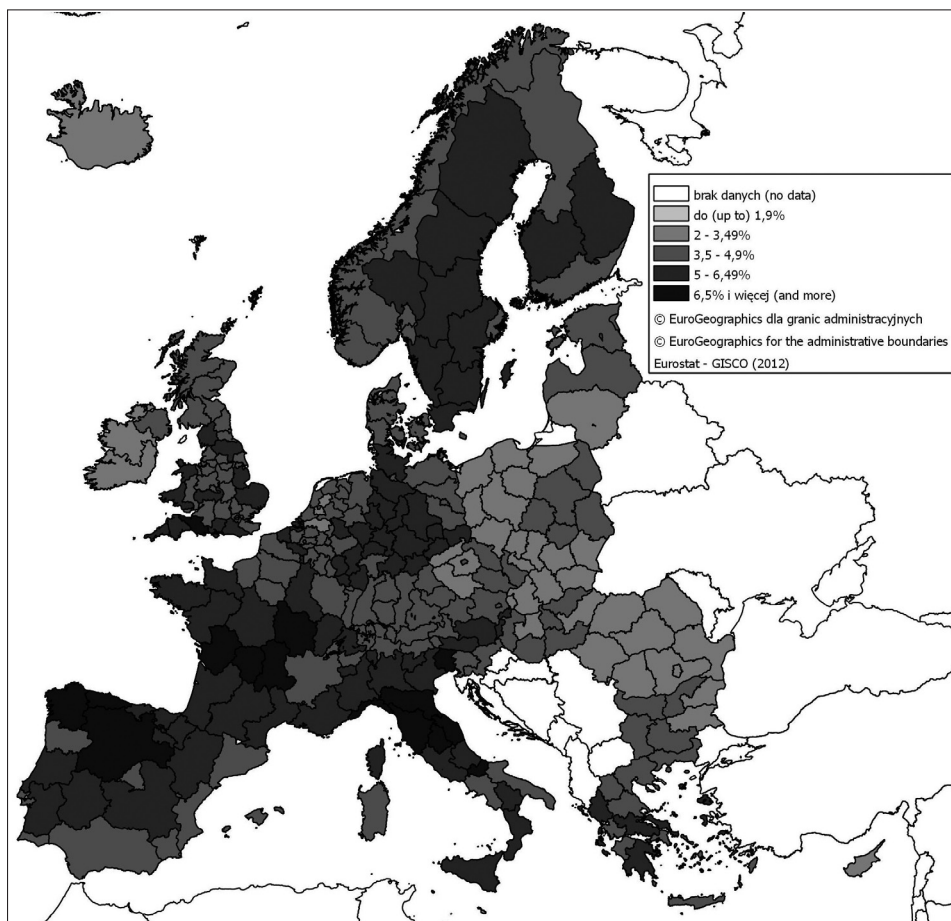 brak danych (no data)
do (up to) 1,9%
2 - 3,49%
3,5 - 4,9%
5 - 6,49%
6,5% i więcej (and more)
© EuroGeographics dla granic administracyjnych
© EuroGeographics for the administrative boundaries
Eurostat - GISCO (2012)